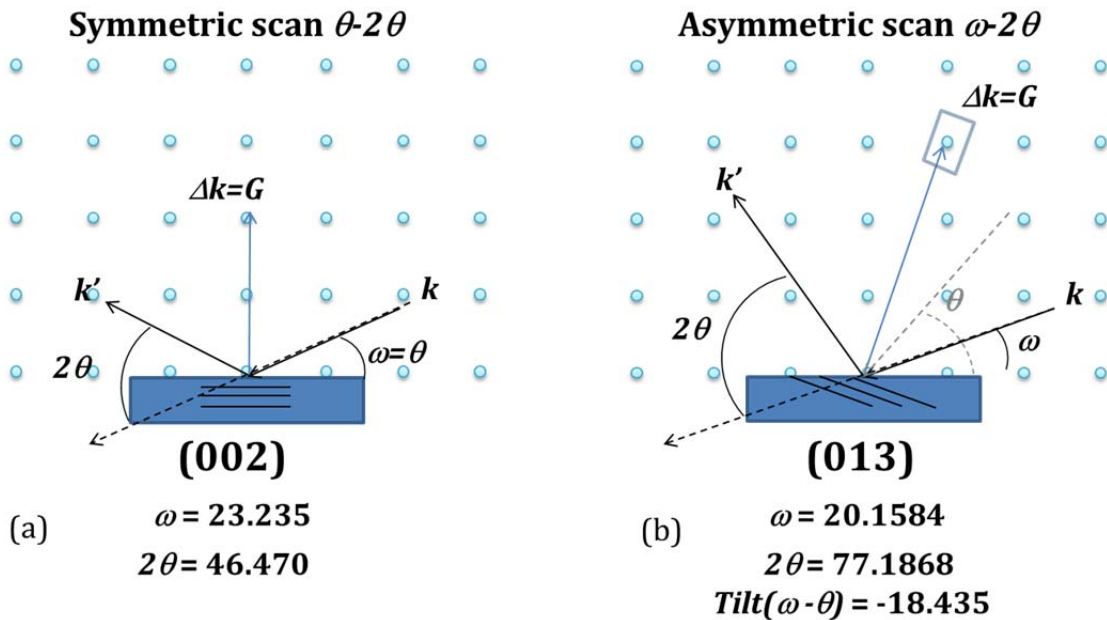 Symmetric scan θ-2θ
Δk=G
k'
k
2θ
ω=θ
(002)
(a)
ω = 23.235
2θ = 46.470
Asymmetric scan ω-2θ
Δk=G
k'
θ
k
2θ
ω
(013)
(b)
ω = 20.1584
2θ = 77.1868
Tilt(ω - θ) = -18.435